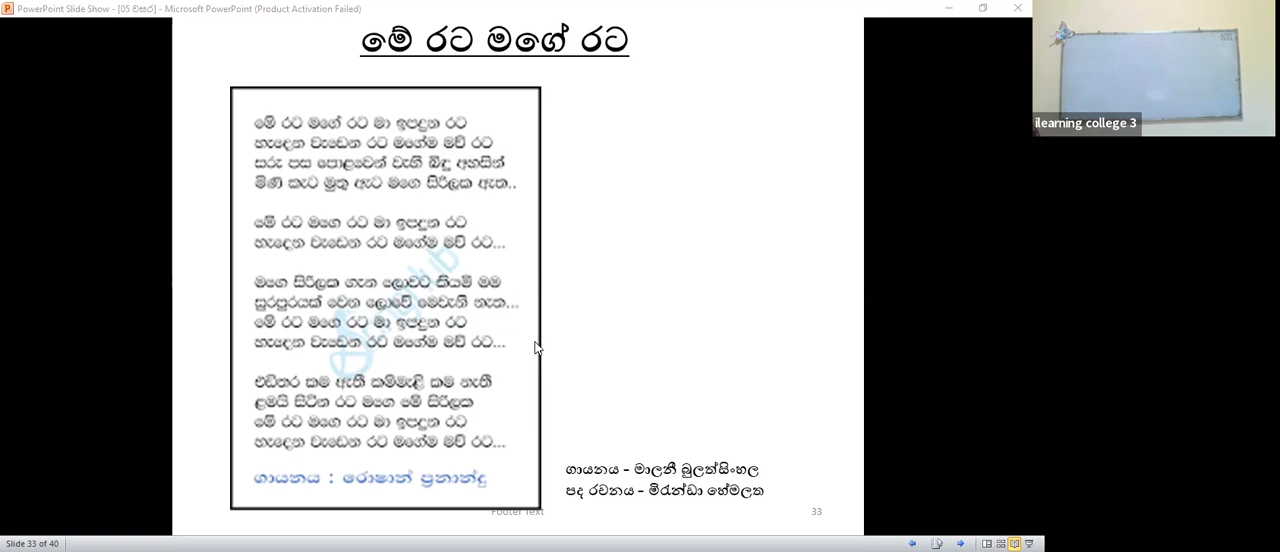 PowerPoint Slide Show - [05 වසර] - Microsoft PowerPoint (Product Activation Failed)
මේ රට මගේ රට
මේ රට මගේ රට මා ඉපදුන රට
හැදෙන වැඩෙන රට මගේම මව් රට
සරු පස පොළවෙන් වැහි බිඳු අහසින්
මිණි කැට මුතු ඇට මගෙ සිරිලක ඇත..
මේ රට මගෙ රට මා ඉපදුන රට
හැදෙන වැඩෙන රට මගේම මව් රට...
මගෙ සිරිලක ගැන ලොවට කියමි මම
සුරපුරයක් වෙන ලොවේ මෙවැනි නැත...
මේ රට මගෙ රට මා ඉපදුන රට
හැදෙන වැඩෙන රට මගේම මව් රට...
එඩිතර කම ඇතී කම්මැළි කම නැතී
ළමයි සිටින රට මගෙ මේ සිරිලක
මේ රට මගෙ රට මා ඉපදුන රට
හැදෙන වැඩෙන රට මගේම මව් රට...
ගායනය : රොෂාන් ප්‍රනාන්දු
ගායනය – මාලනී බුලත්සිංහල
පද රචනය – මිරැන්ඩා හේමලත
Footer Text
33
Slide 33 of 40
ilearning college 3